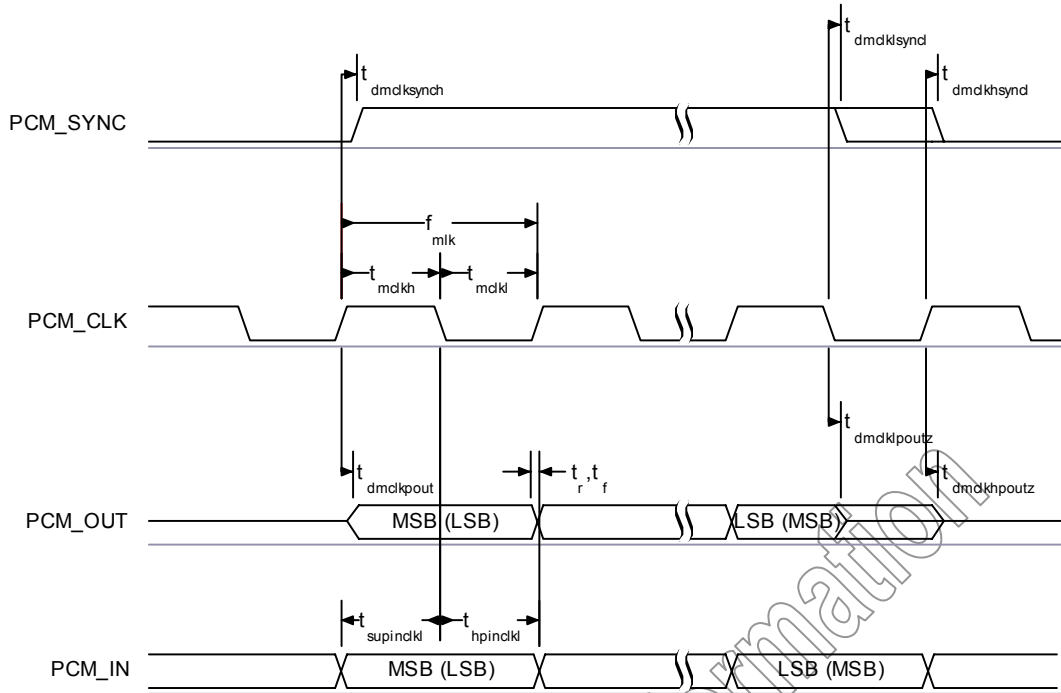 t dmclklsyncl
t dmclksynch
t dmclkhsyncl
PCM_SYNC
f mlk
t mclkh
t mclkl
PCM_CLK
t dmclklpoutz
t dmclkpout
t r ,t f
t dmclkhpoutz
PCM_OUT
MSB (LSB)
LSB (MSB)
t supinclkl
t hpinclkl
PCM_IN
MSB (LSB)
LSB (MSB)